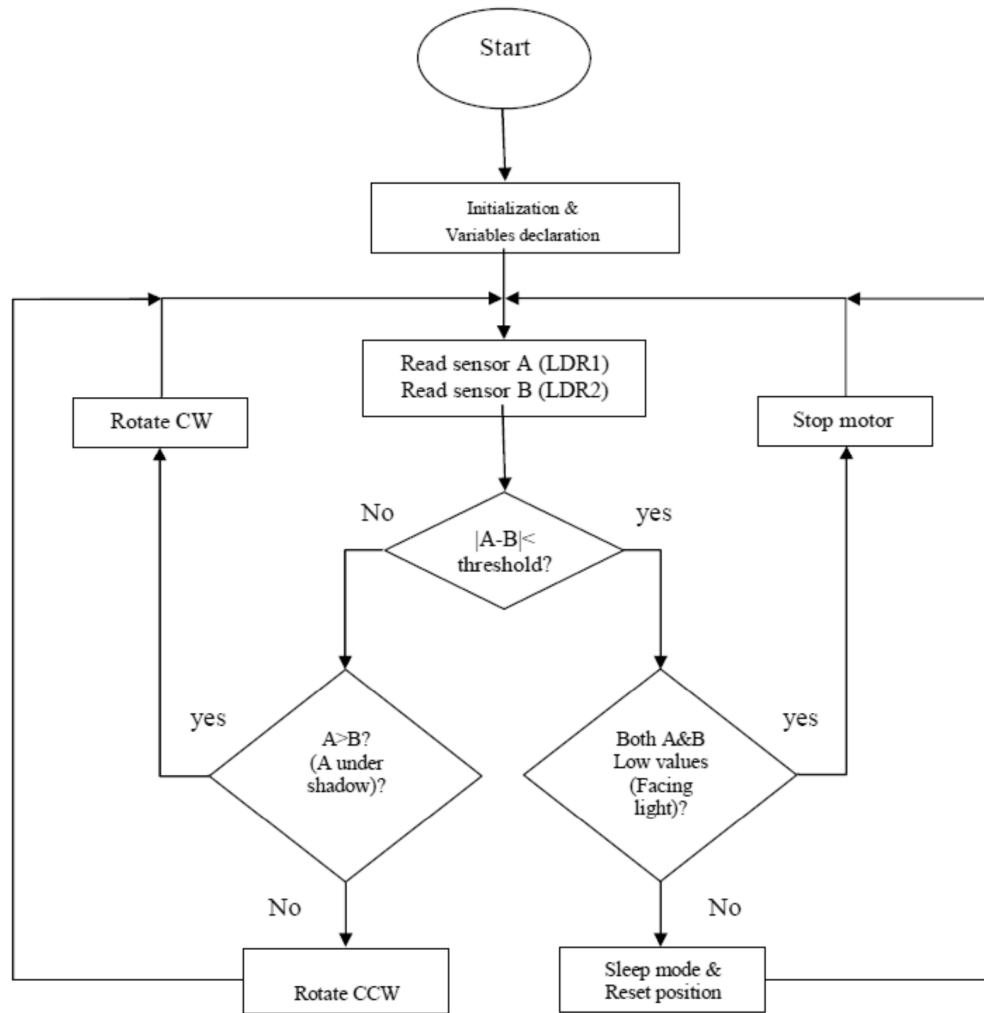 Start
Initialization &
Variables declaration
Read sensor A (LDR1)
Read sensor B (LDR2)
Rotate CW
Stop motor
No
yes
|A-B|<
threshold?
yes
A>B?
(A under
shadow)?
Both A&B
Low values
(Facing
light)?
yes
No
No
Rotate CCW
Sleep mode &
Reset position